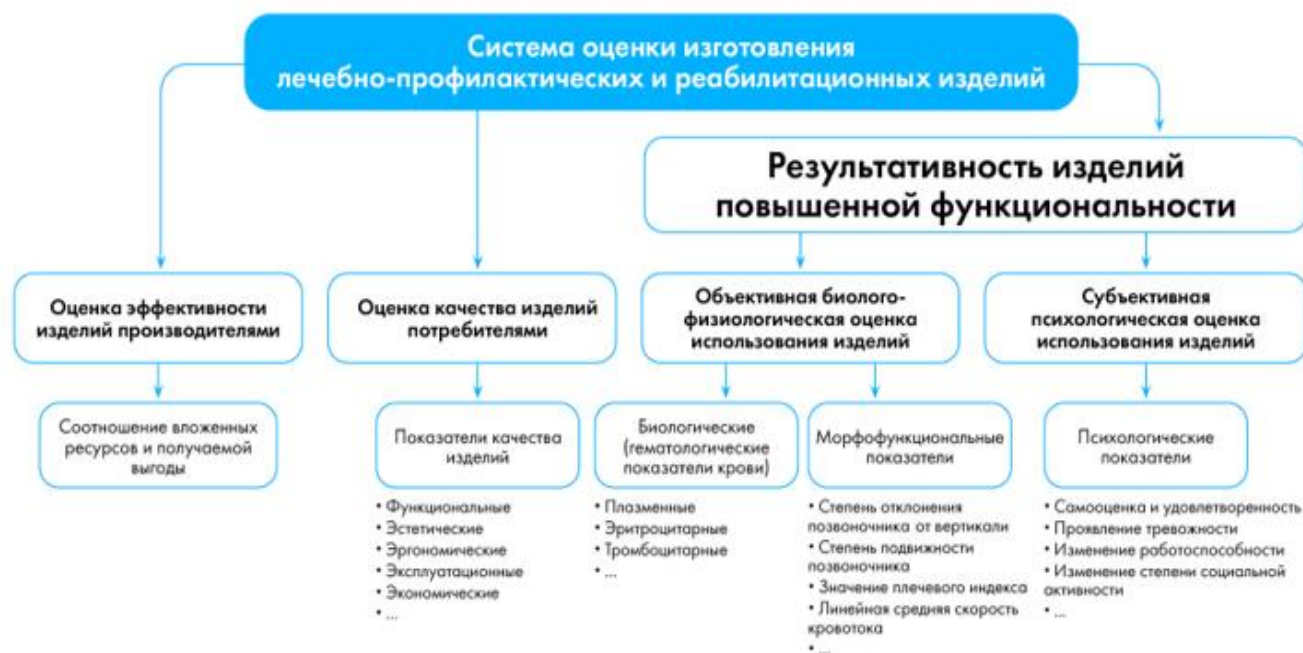 Система оценки изготовления
лечебно-профилактических и реабилитационных изделий
Результативность изделий
повышенной функциональности
Оценка эффективности
изделий производителями
Оценка качества изделий
потребителями
Объективная биолого-
физиологическая оценка
использования изделий
Субъективная
психологическая оценка
использования изделий
Соотношение вложенных
ресурсов и получаемой
выгоды
Показатели качества
изделий
• Функциональные
• Эстетические
• Эргономические
• Эксплуатационные
• Экономические
• ...
Биологические
(гематологические
показатели крови)
• Плазменные
• Эритроцитарные
• Тромбоцитарные
• ...
Морфофункциональные
показатели
• Степень отклонения
позвоночника от вертикали
• Степень подвижности
позвоночника
• Значение плечевого индекса
• Линейная средняя скорость
кровотока
• ...
Психологические
показатели
• Самооценка и удовлетворенность
• Проявление тревожности
• Изменение работоспособности
• Изменение степени социальной
активности
• ...